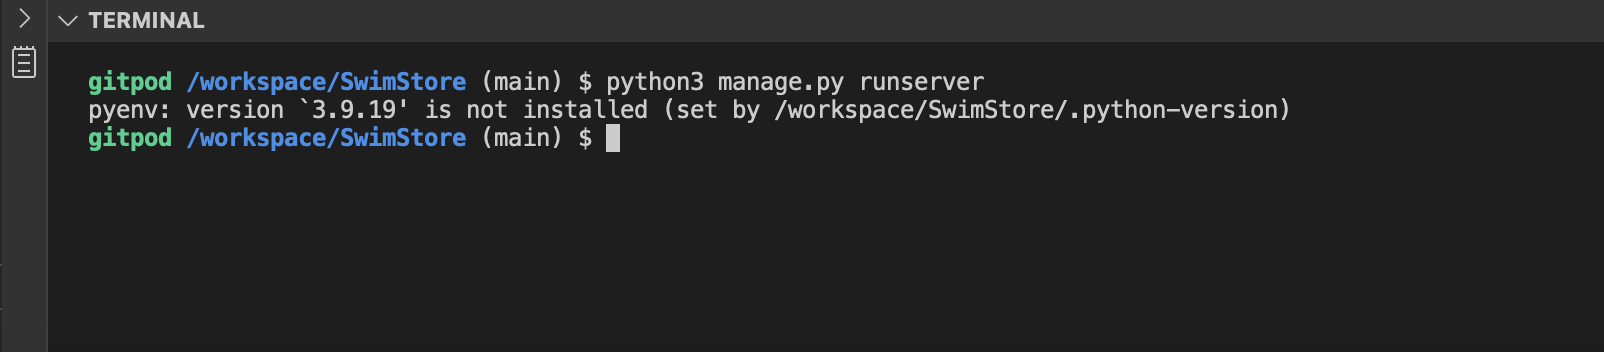 TERMINAL
gitpod /workspace/SwimStore (main) $ python3 manage.py runserver
pyenv: version `3.9.19' is not installed (set by /workspace/SwimStore/.python-version)
gitpod /workspace/SwimStore (main) $